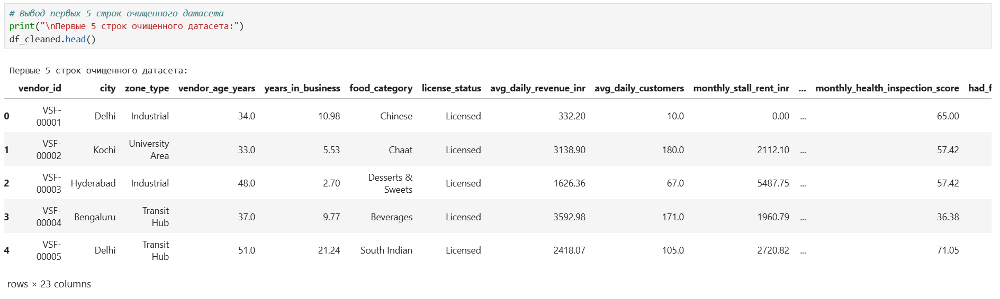 # Вывод первых 5 строк очищенного датасета
print("\nПервые 5 строк очищенного датасета:")
df_cleaned.head()
Первые 5 строк очищенного датасета:
vendor_id city zone_type vendor_age_years years_in_business food_category license_status avg_daily_revenue_inr avg_daily_customers monthly_stall_rent_inr ... monthly_health_inspection_score had_f
0 VSF-00001 Delhi Industrial 34.0 10.98 Chinese Licensed 332.20 10.0 0.00 ... 65.00
1 VSF-00002 Kochi University Area 33.0 5.53 Chaat Licensed 3138.90 180.0 2112.10 ... 57.42
2 VSF-00003 Hyderabad Industrial 48.0 2.70 Desserts & Sweets Licensed 1626.36 67.0 5487.75 ... 57.42
3 VSF-00004 Bengaluru Transit Hub 37.0 9.77 Beverages Licensed 3592.98 171.0 1960.79 ... 36.38
4 VSF-00005 Delhi Transit Hub 51.0 21.24 South Indian Licensed 2418.07 105.0 2720.82 ... 71.05
rows × 23 columns